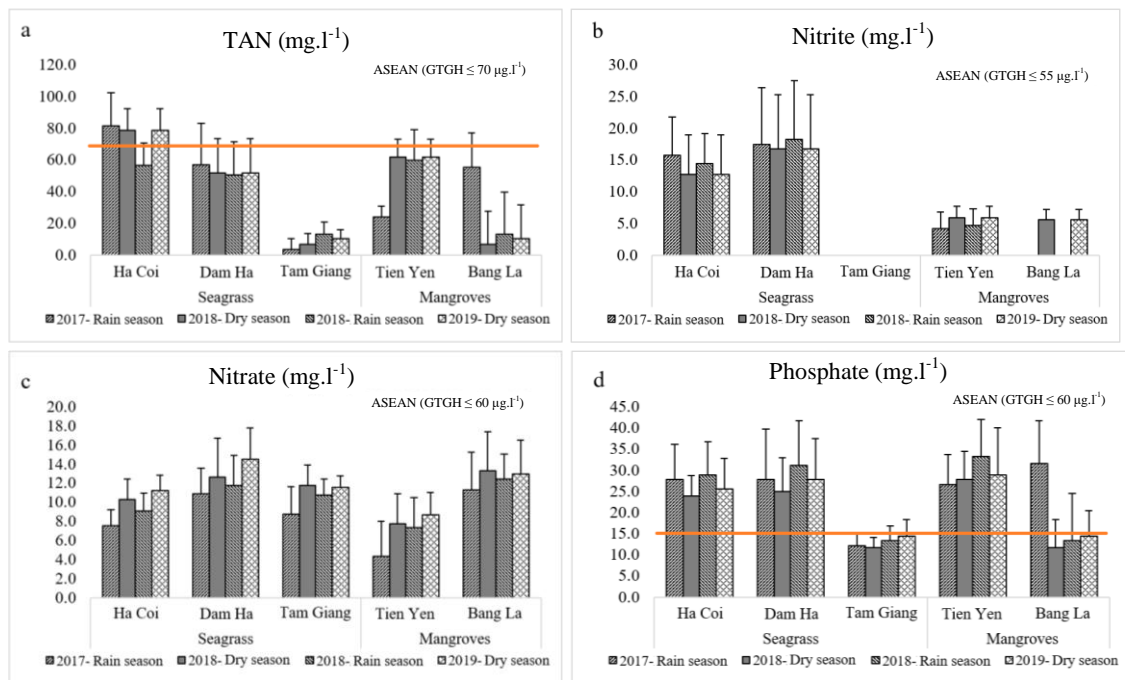 a
TAN (mg.l-1)
ASEAN (GTGH ≤ 70 µg.l-1)
120.0
100.0
80.0
60.0
40.0
20.0
0.0
Ha Coi Dam Ha Tam Giang Tien Yen Bang La
Seagrass Mangroves
2017- Rain season 2018- Dry season 2018- Rain season 2019- Dry season
b
Nitrite (mg.l-1)
ASEAN (GTGH ≤ 55 µg.l-1)
30.0
25.0
20.0
15.0
10.0
5.0
0.0
Ha Coi Dam Ha Tam Giang Tien Yen Bang La
Seagrass Mangroves
2017- Rain season 2018- Dry season 2018- Rain season 2019- Dry season
c
Nitrate (mg.l-1)
ASEAN (GTGH ≤ 60 µg.l-1)
20.0
18.0
16.0
14.0
12.0
10.0
8.0
6.0
4.0
2.0
0.0
Ha Coi Dam Ha Tam Giang Tien Yen Bang La
Seagrass Mangroves
2017- Rain season 2018- Dry season 2018- Rain season 2019- Dry season
d
Phosphate (mg.l-1)
ASEAN (GTGH ≤ 60 µg.l-1)
45.0
40.0
35.0
30.0
25.0
20.0
15.0
10.0
5.0
0.0
Ha Coi Dam Ha Tam Giang Tien Yen Bang La
Seagrass Mangroves
2017- Rain season 2018- Dry season 2018- Rain season 2019- Dry season